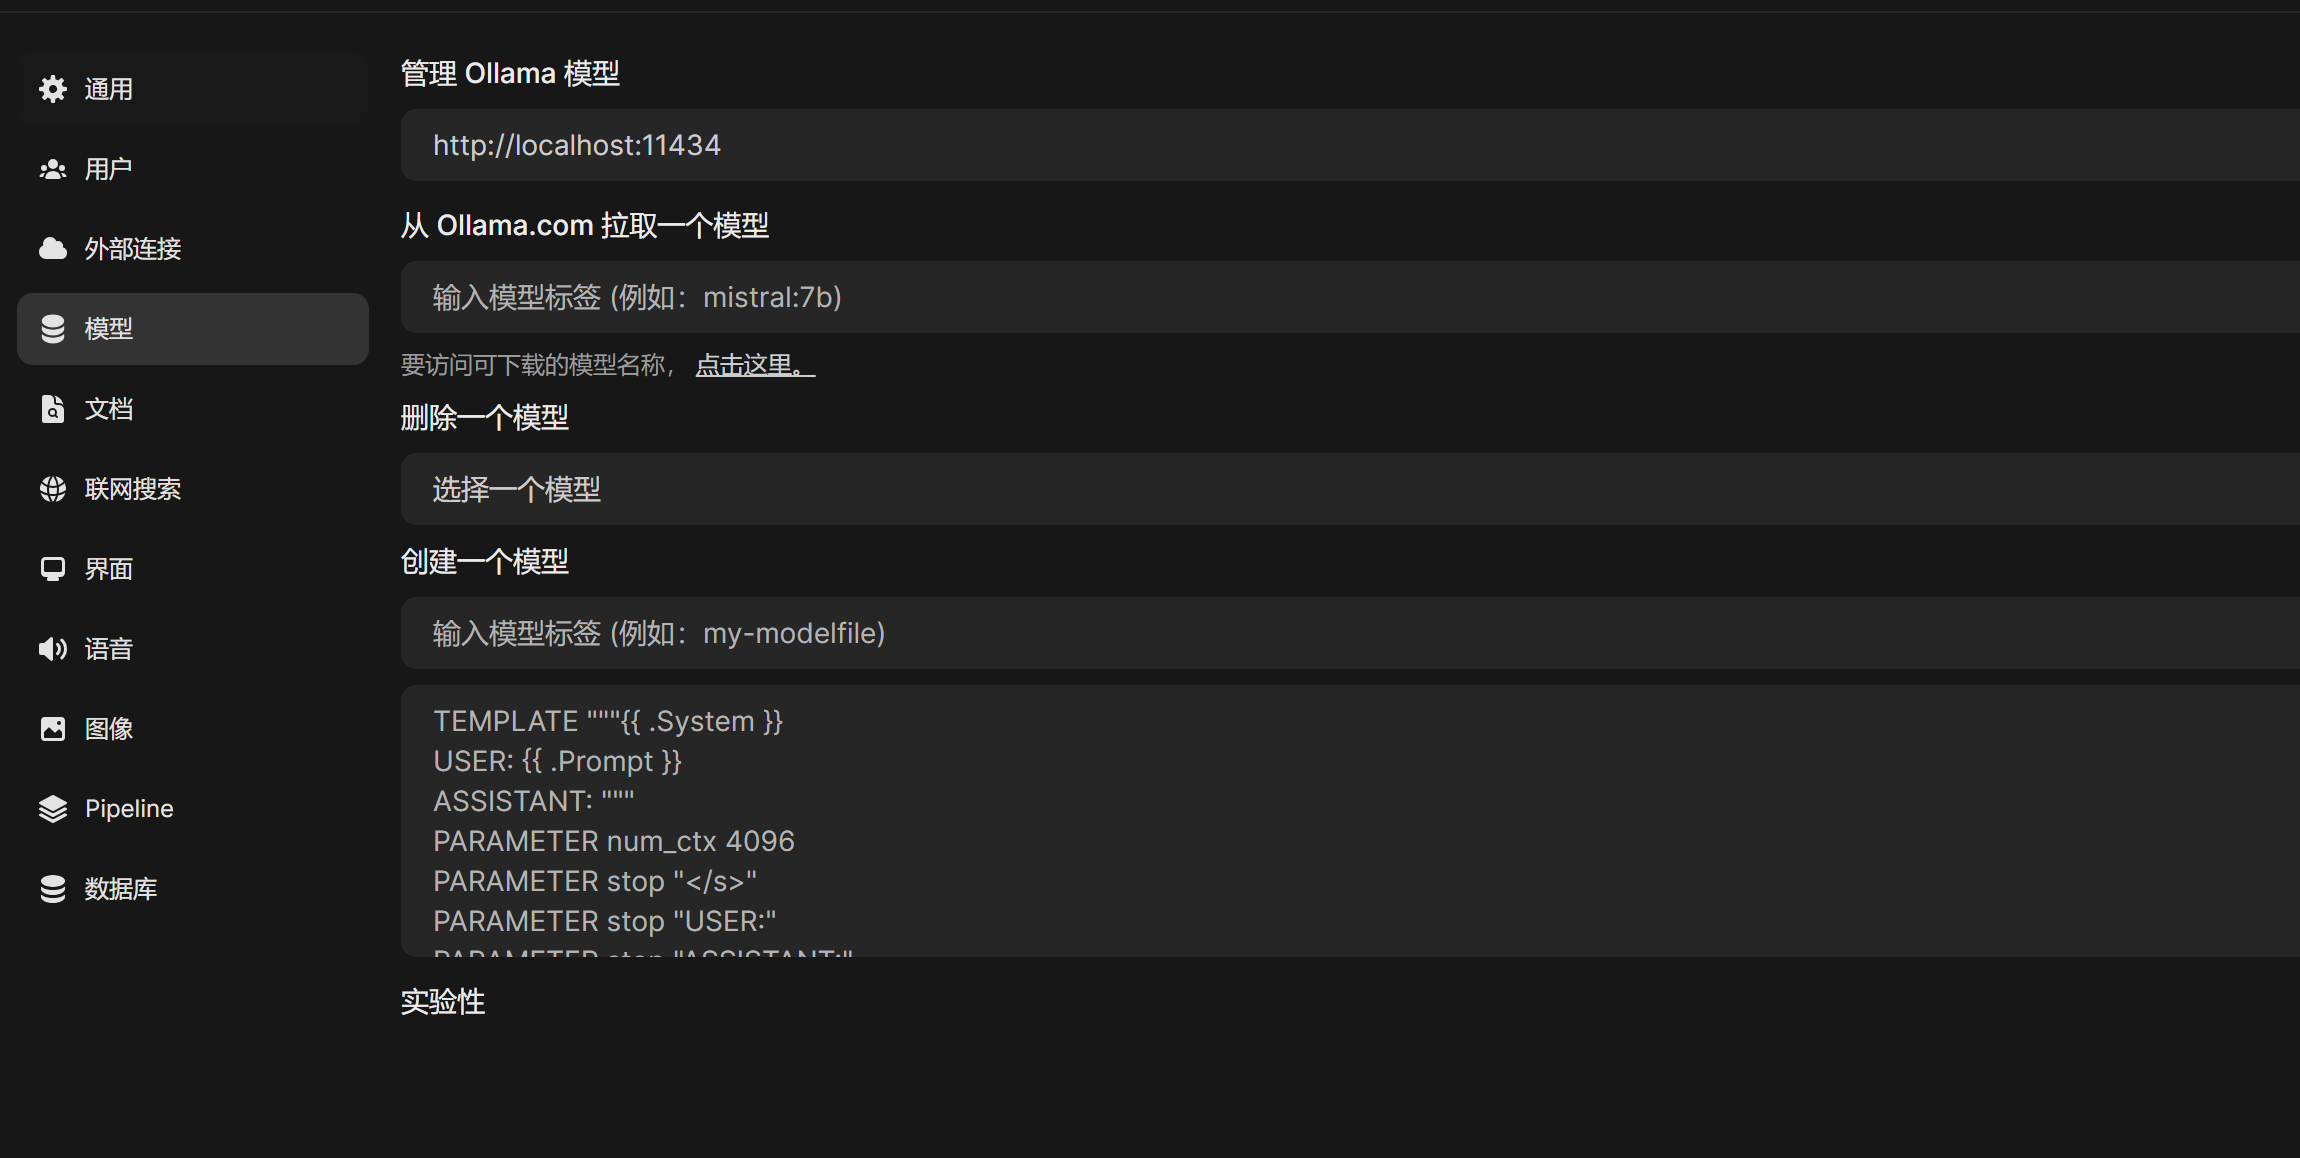 通用
用户
外部连接
模型
文档
联网搜索
界面
语音
图像
Pipeline
数据库
管理 Ollama 模型
http://localhost:11434
从 Ollama.com 拉取一个模型
输入模型标签 (例如：mistral:7b)
要访问可下载的模型名称，点击这里。
删除一个模型
选择一个模型
创建一个模型
输入模型标签 (例如：my-modelfile)
TEMPLATE """{{ .System }}
USER: {{ .Prompt }}
ASSISTANT: """
PARAMETER num_ctx 4096
PARAMETER stop "</s>"
PARAMETER stop "USER:"
PARAMETER stop "ASSISTANT:"
实验性